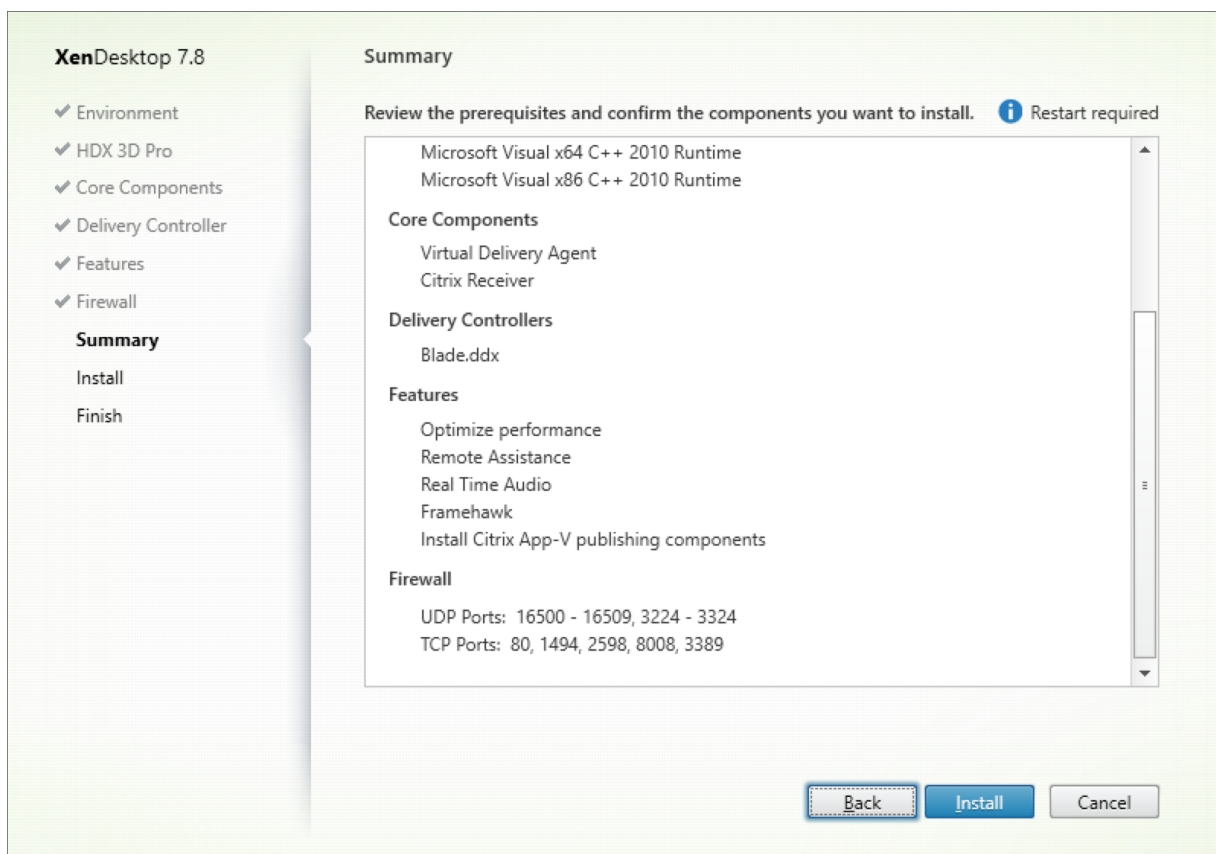 XenDesktop 7.8
Environment
HDX 3D Pro
Core Components
Delivery Controller
Features
Firewall
Summary
Install
Finish
Summary
Review the prerequisites and confirm the components you want to install.
Restart required
Microsoft Visual x64 C++ 2010 Runtime
Microsoft Visual x86 C++ 2010 Runtime
Core Components
Virtual Delivery Agent
Citrix Receiver
Delivery Controllers
Blade.ddx
Features
Optimize performance
Remote Assistance
Real Time Audio
Framehawk
Install Citrix App-V publishing components
Firewall
UDP Ports: 16500 - 16509, 3224 - 3324
TCP Ports: 80, 1494, 2598, 8008, 3389
Back
Install
Cancel